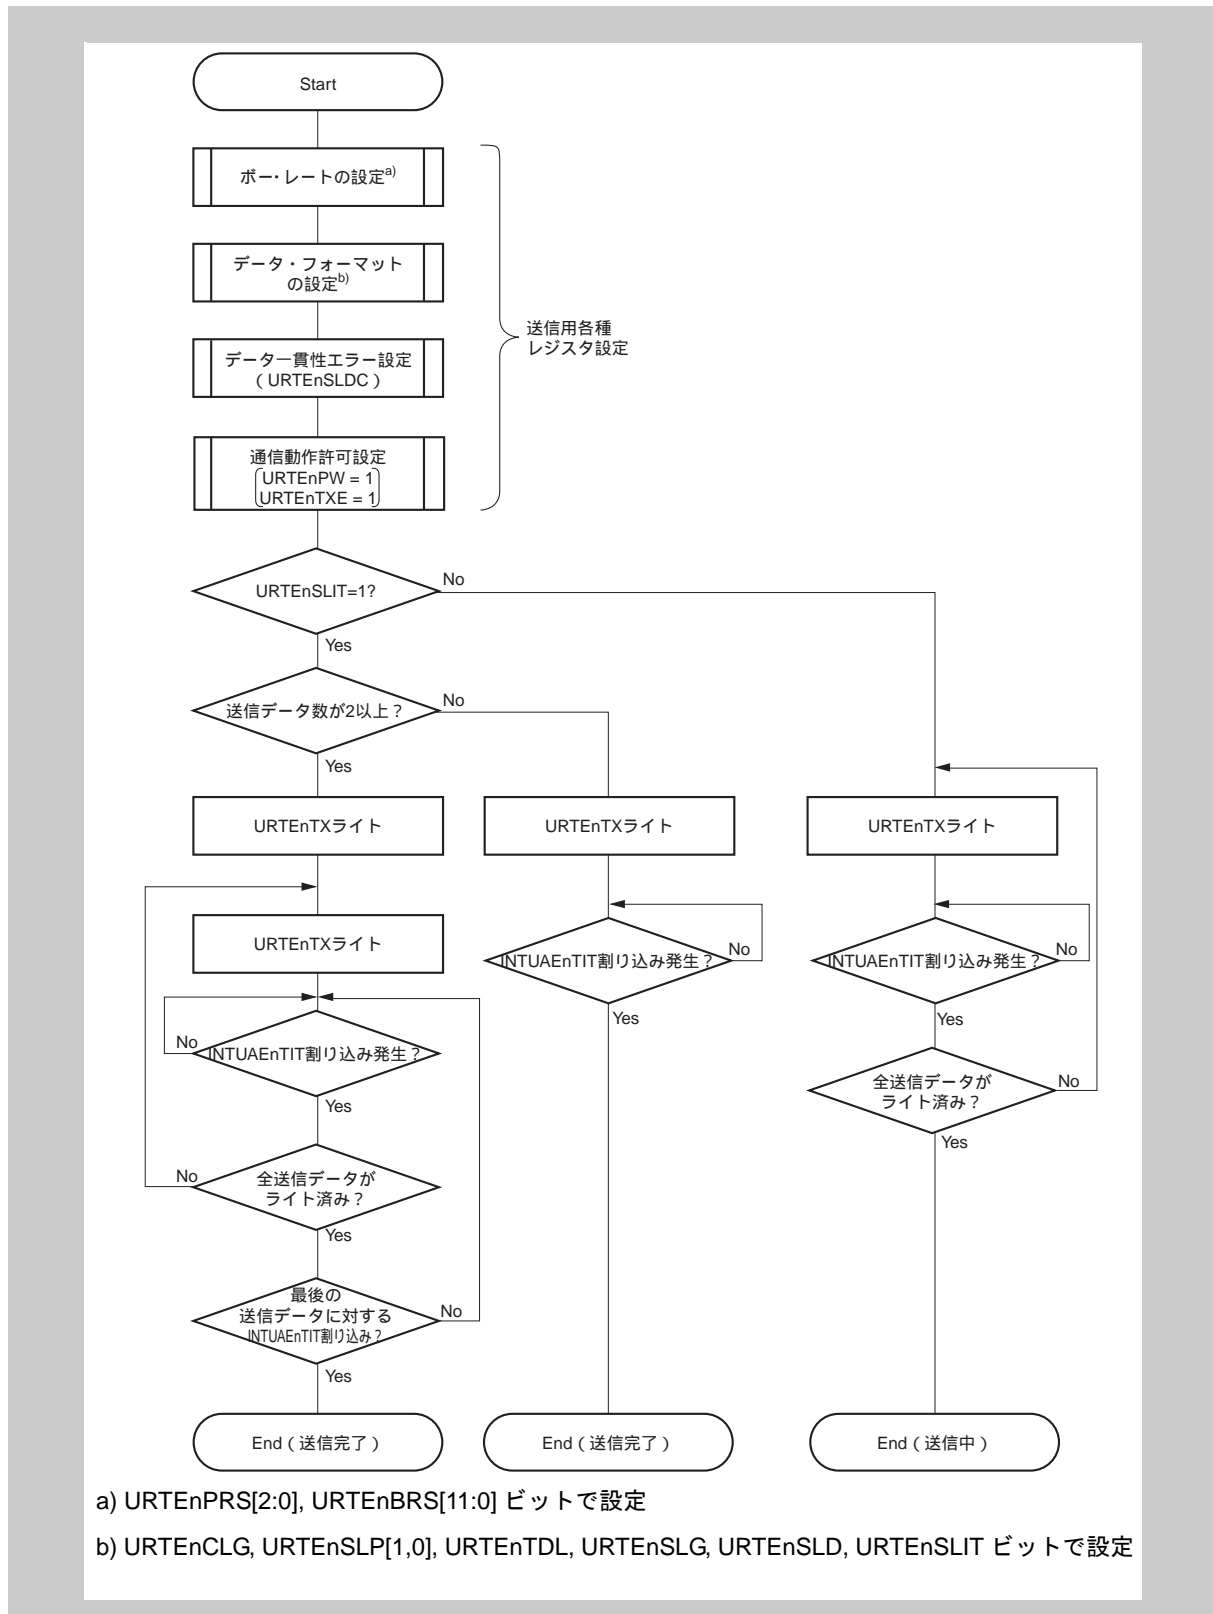 Start
ボー・レートの設定a)
データ・フォーマット
の設定b)
データ一貫性エラー設定
（URTEnSLDC）
通信動作許可設定
URTEnPW = 1
URTEnTXE = 1
送信用各種
レジスタ設定
URTEnSLIT=1?
No
Yes
送信データ数が2以上？
No
Yes
URTEnTXライト
URTEnTXライト
URTEnTXライト
URTEnTXライト
INTUAEnTIT割り込み発生？
No
Yes
INTUAEnTIT割り込み発生？
No
Yes
INTUAEnTIT割り込み発生？
No
Yes
全送信データが
ライト済み？
No
Yes
全送信データが
ライト済み？
No
Yes
最後の
送信データに対する
INTUAEnTIT割り込み？
No
Yes
End（送信完了）
End（送信完了）
End（送信中）
a) URTEnPRS[2:0], URTEnBRS[11:0] ビットで設定
b) URTEnCLG, URTEnSLP[1,0], URTEnTDL, URTEnSLG, URTEnSLD, URTEnSLIT ビットで設定